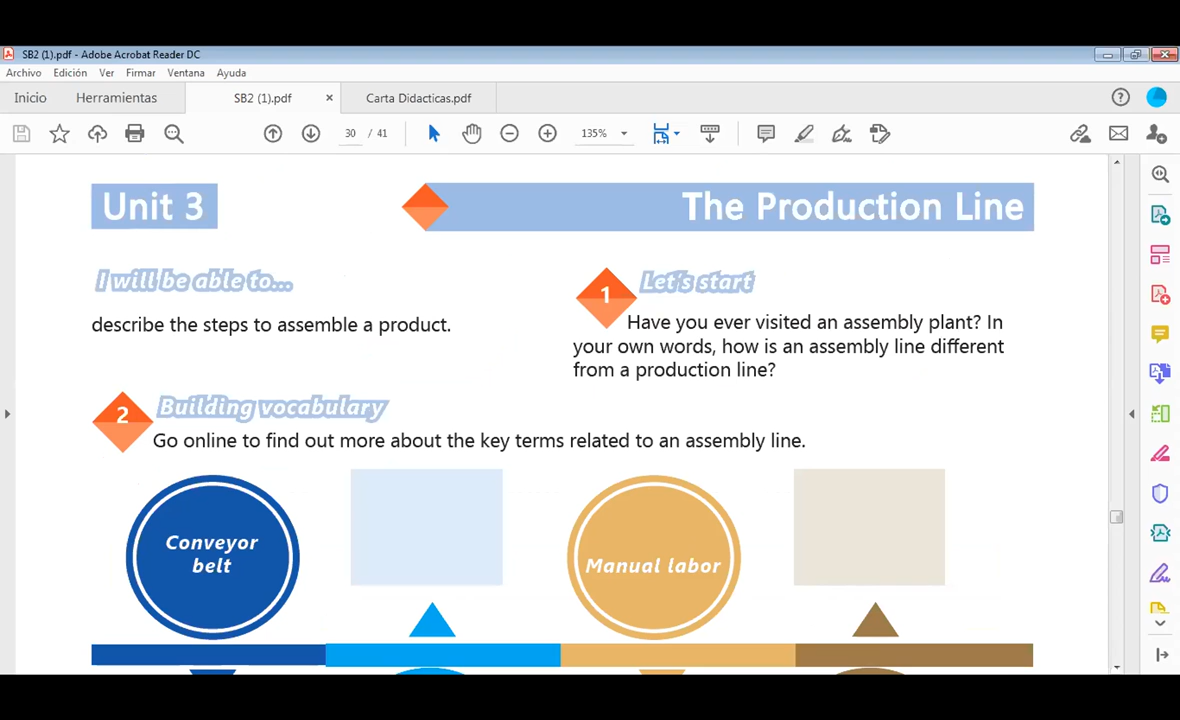 SB2 (1).pdf - Adobe Acrobat Reader DC
Archivo Edición Ver Firmar Ventana Ayuda
Inicio Herramientas SB2 (1).pdf × Carta Didacticas.pdf
30 / 41 135%
Unit 3
The Production Line
I will be able to...
describe the steps to assemble a product.
1 Let's start
Have you ever visited an assembly plant? In
your own words, how is an assembly line different
from a production line?
2 Building vocabulary
Go online to find out more about the key terms related to an assembly line.
Conveyor
belt
Manual labor